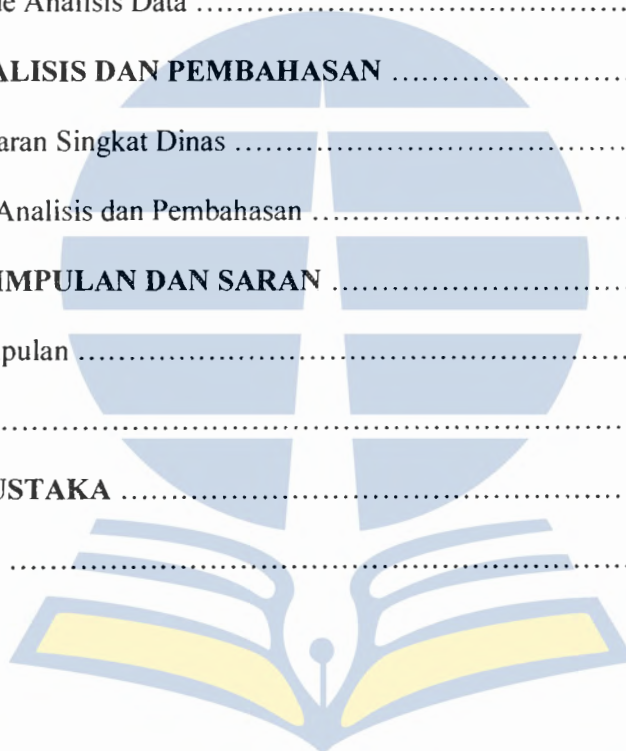 e Analisis Data ........................................
ALISIS DAN PEMBAHASAN ........................
aran Singkat Dinas ........................................
Analisis dan Pembahasan ................................
IMPULAN DAN SARAN ................................
pulan ............................................................
....................................................................
USTAKA ........................................................
....................................................................